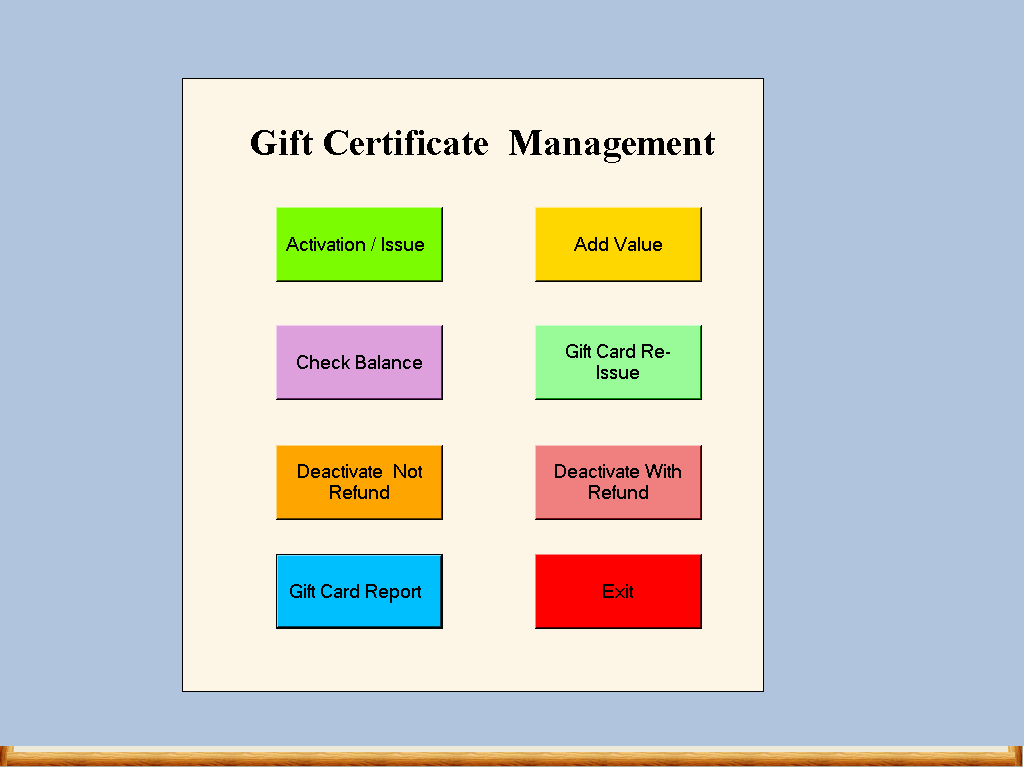 Gift Certificate  Management
Activation / Issue
Add Value
Check Balance
Gift Card Re-
Issue
Deactivate  Not
Refund
Deactivate With
Refund
Gift Card Report
Exit